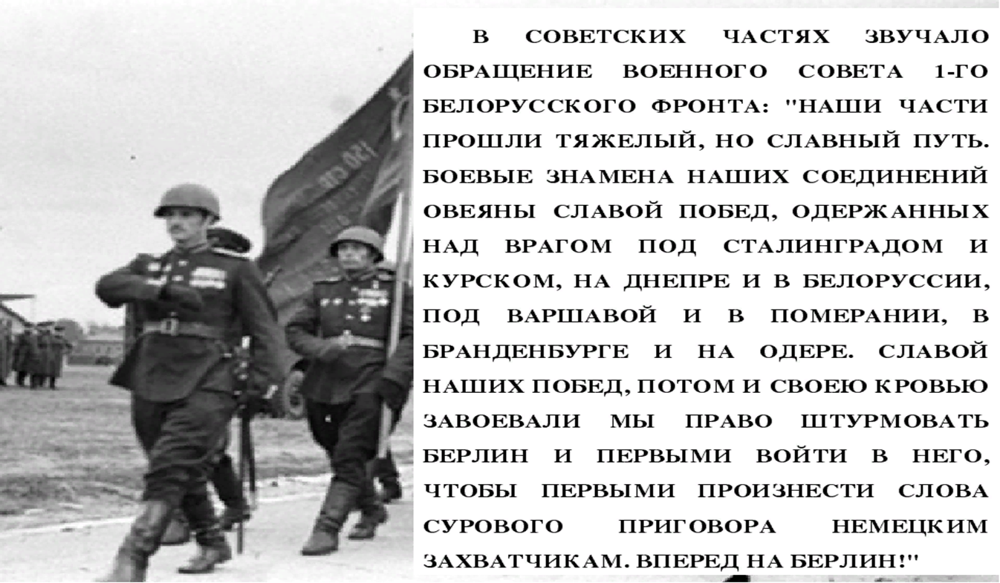 В СОВЕТСКИХ ЧАСТЯХ ЗВУЧАЛО
ОБРАЩЕНИЕ ВОЕННОГО СОВЕТА 1-ГО
БЕЛОРУССКОГО ФРОНТА: "НАШИ ЧАСТИ
ПРОШЛИ ТЯЖЕЛЫЙ, НО СЛАВНЫЙ ПУТЬ.
БОЕВЫЕ ЗНАМЕНА НАШИХ СОЕДИНЕНИЙ
ОВЕЯНЫ СЛАВОЙ ПОБЕД, ОДЕРЖАННЫХ
НАД ВРАГОМ ПОД СТАЛИНГРАДОМ И
КУРСКОМ, НА ДНЕПРЕ И В БЕЛОРУССИИ,
ПОД ВАРШАВОЙ И В ПОМЕРАНИИ, В
БРАНДЕНБУРГЕ И НА ОДЕРЕ. СЛАВОЙ
НАШИХ ПОБЕД, ПОТОМ И СВОЕЮ КРОВЬЮ
ЗАВОЕВАЛИ МЫ ПРАВО ШТУРМОВАТЬ
БЕРЛИН И ПЕРВЫМИ ВОЙТИ В НЕГО,
ЧТОБЫ ПЕРВЫМИ ПРОИЗНЕСТИ СЛОВА
СУРОВОГО ПРИГОВОРА НЕМЕЦКИМ
ЗАХВАТЧИКАМ. ВПЕРЕД НА БЕРЛИН!"